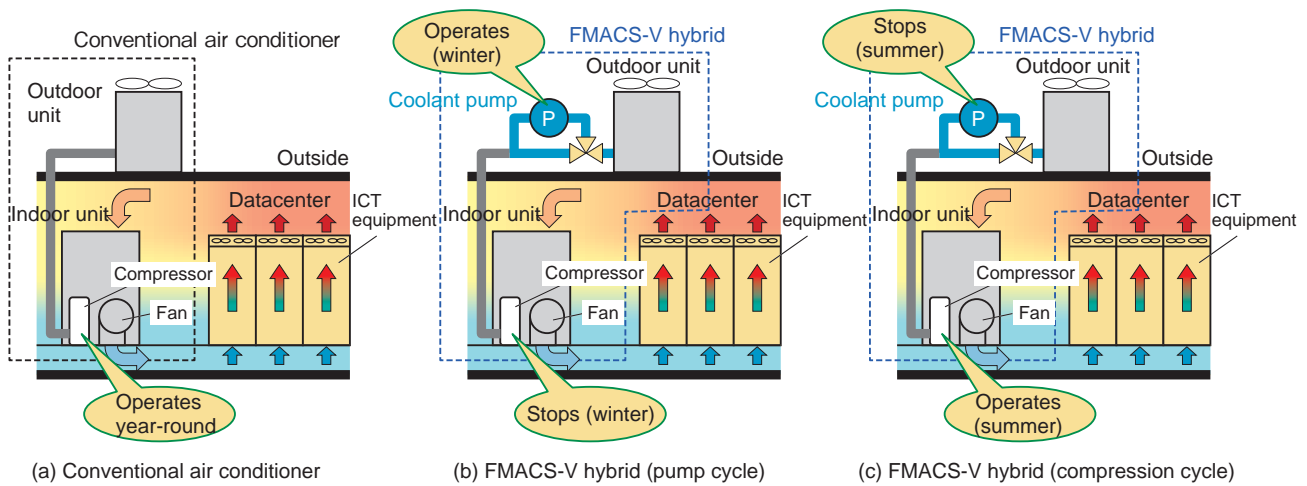 Conventional air conditioner
Outdoor
unit
Outside
Indoor unit
Datacenter
ICT
equipment
Compressor
Fan
Operates
year-round
(a) Conventional air conditioner
Operates
(winter)
FMACS-V hybrid
Outdoor unit
Coolant pump
P
Outside
Indoor unit
Datacenter
ICT
equipment
Compressor
Fan
Stops (winter)
(b) FMACS-V hybrid (pump cycle)
Stops
(summer)
FMACS-V hybrid
Outdoor unit
Coolant pump
P
Outside
Indoor unit
Datacenter
ICT
equipment
Compressor
Fan
Operates
(summer)
(c) FMACS-V hybrid (compression cycle)